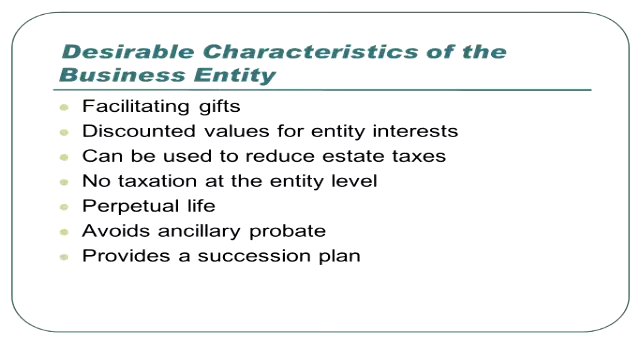 Desirable Characteristics of the
Business Entity
Facilitating gifts
Discounted values for entity interests
Can be used to reduce estate taxes
No taxation at the entity level
Perpetual life
Avoids ancillary probate
Provides a succession plan